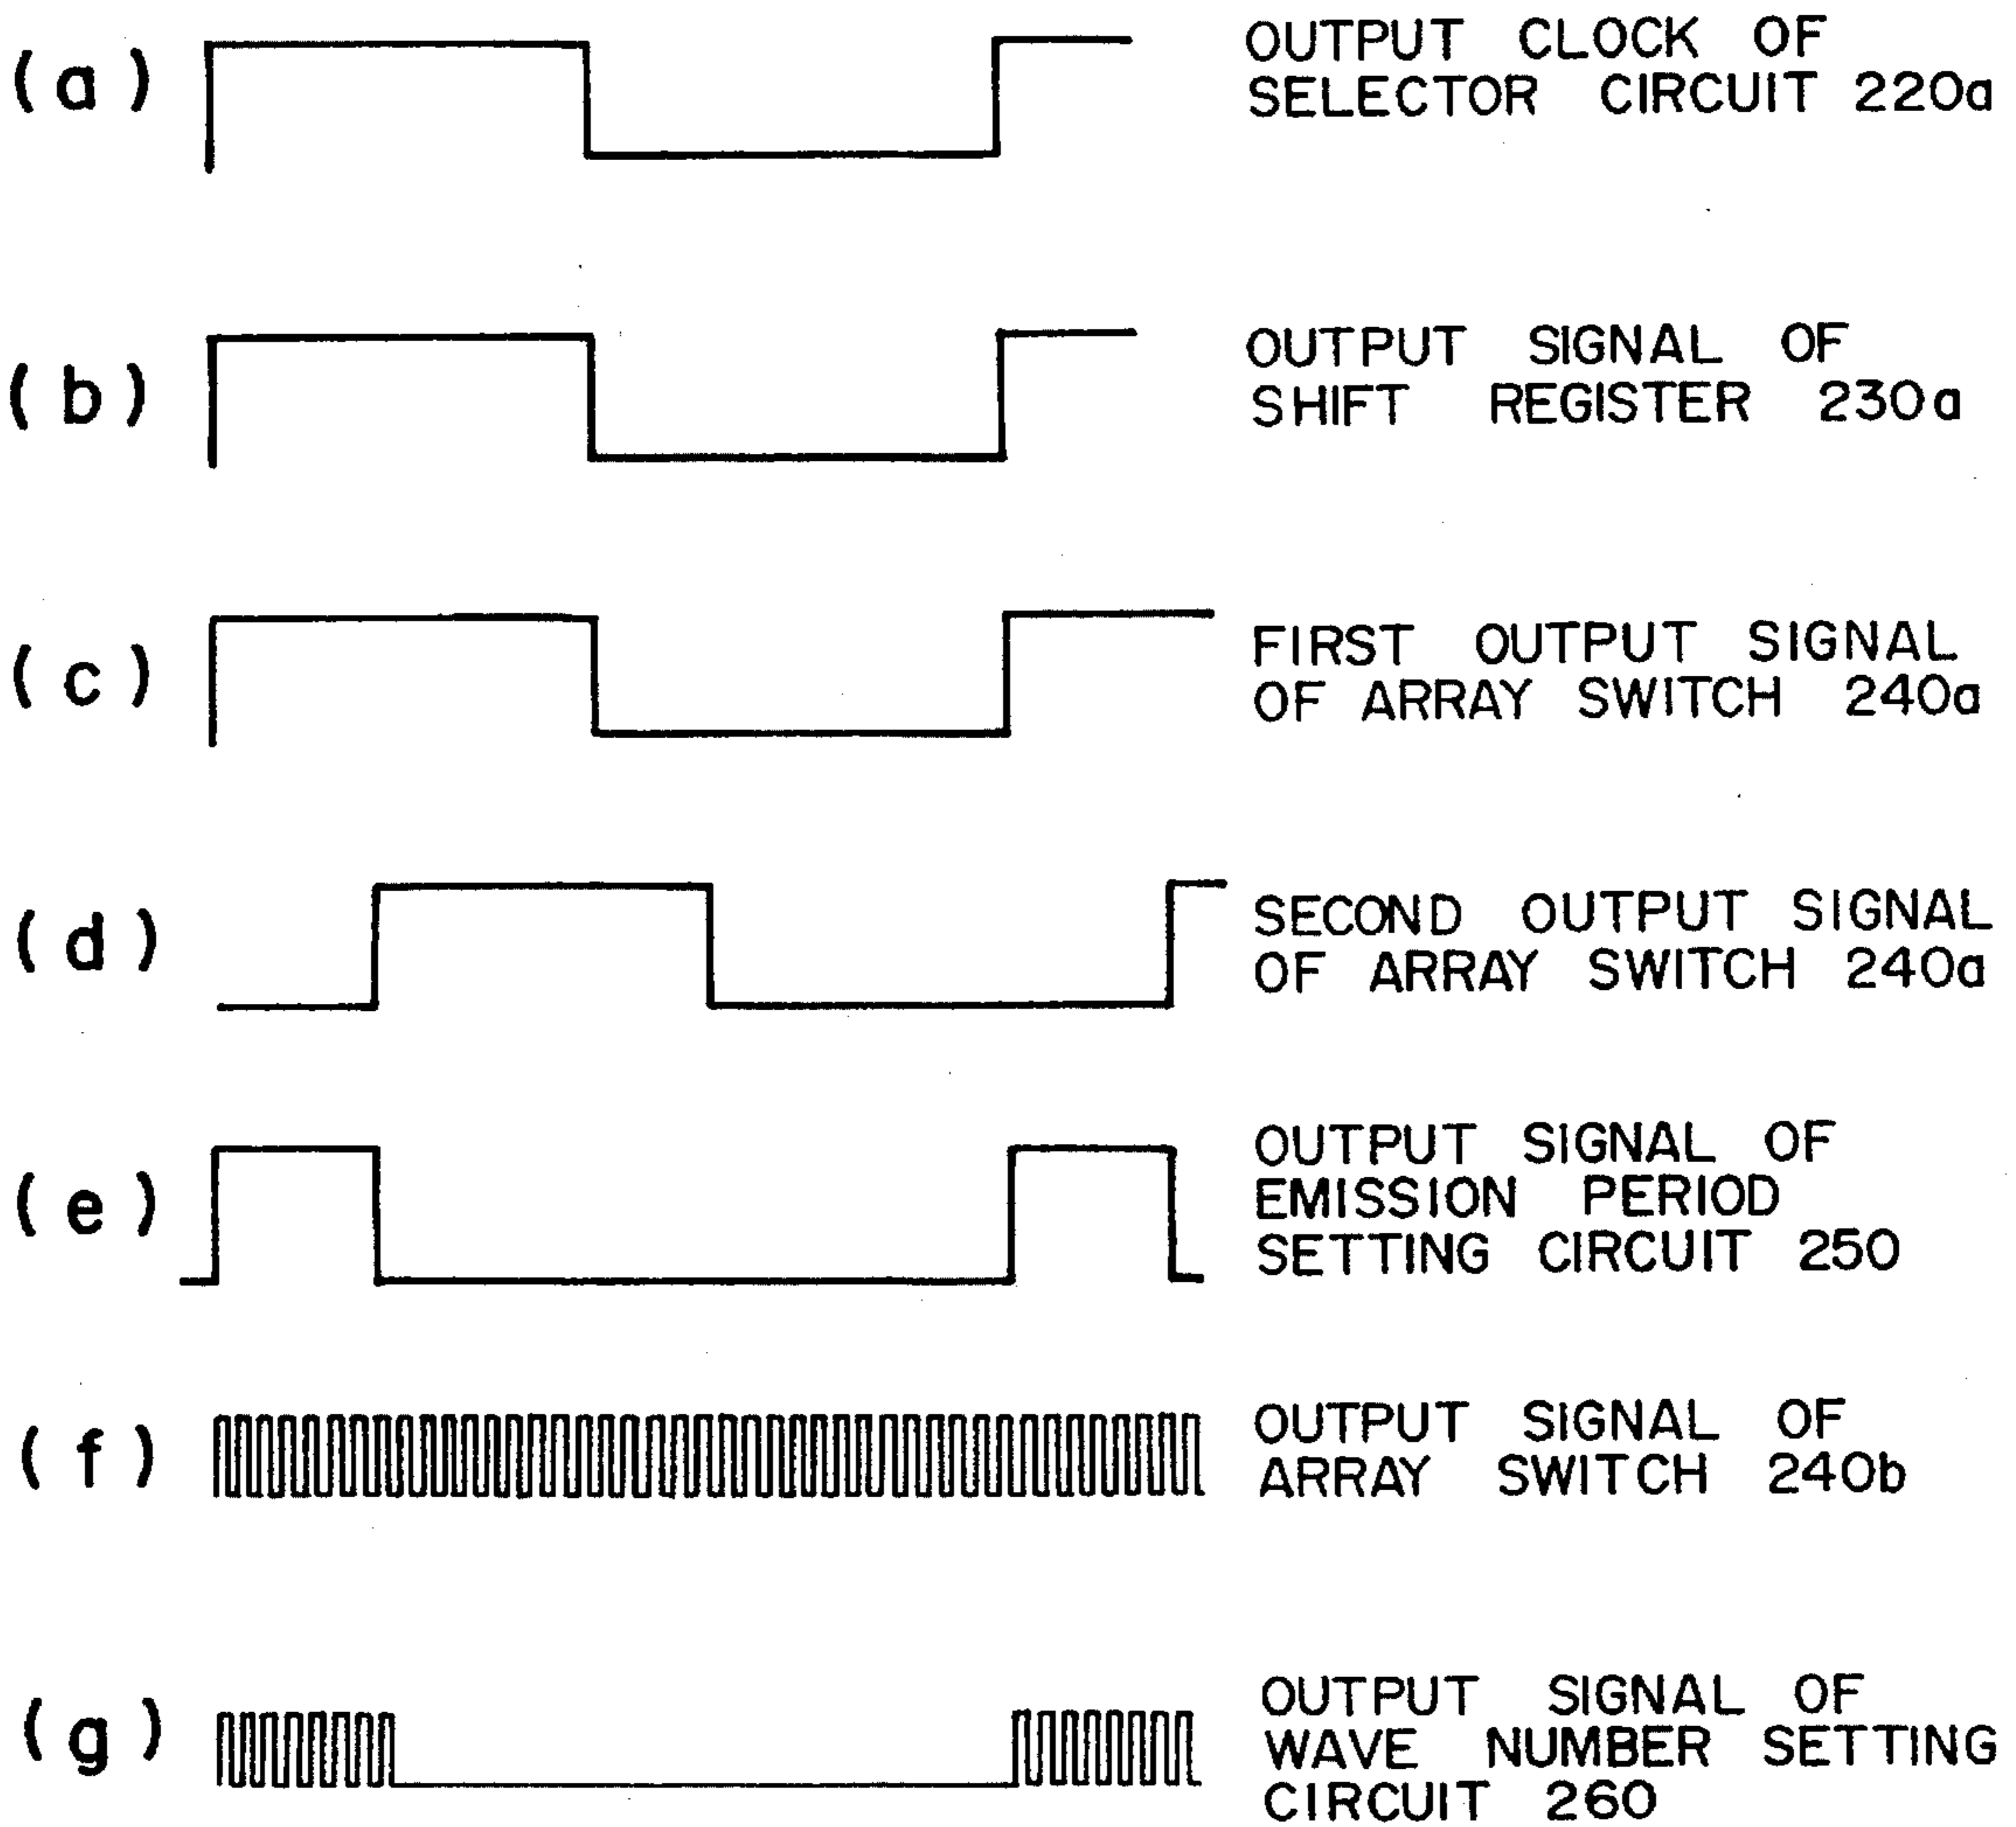 (a) OUTPUT CLOCK OF
SELECTOR CIRCUIT 220a
(b) OUTPUT SIGNAL OF
SHIFT REGISTER 230a
(c) FIRST OUTPUT SIGNAL
OF ARRAY SWITCH 240a
(d) SECOND OUTPUT SIGNAL
OF ARRAY SWITCH 240a
(e) OUTPUT SIGNAL OF
EMISSION PERIOD
SETTING CIRCUIT 250
(f) OUTPUT SIGNAL OF
ARRAY SWITCH 240b
(g) OUTPUT SIGNAL OF
WAVE NUMBER SETTING
CIRCUIT 260